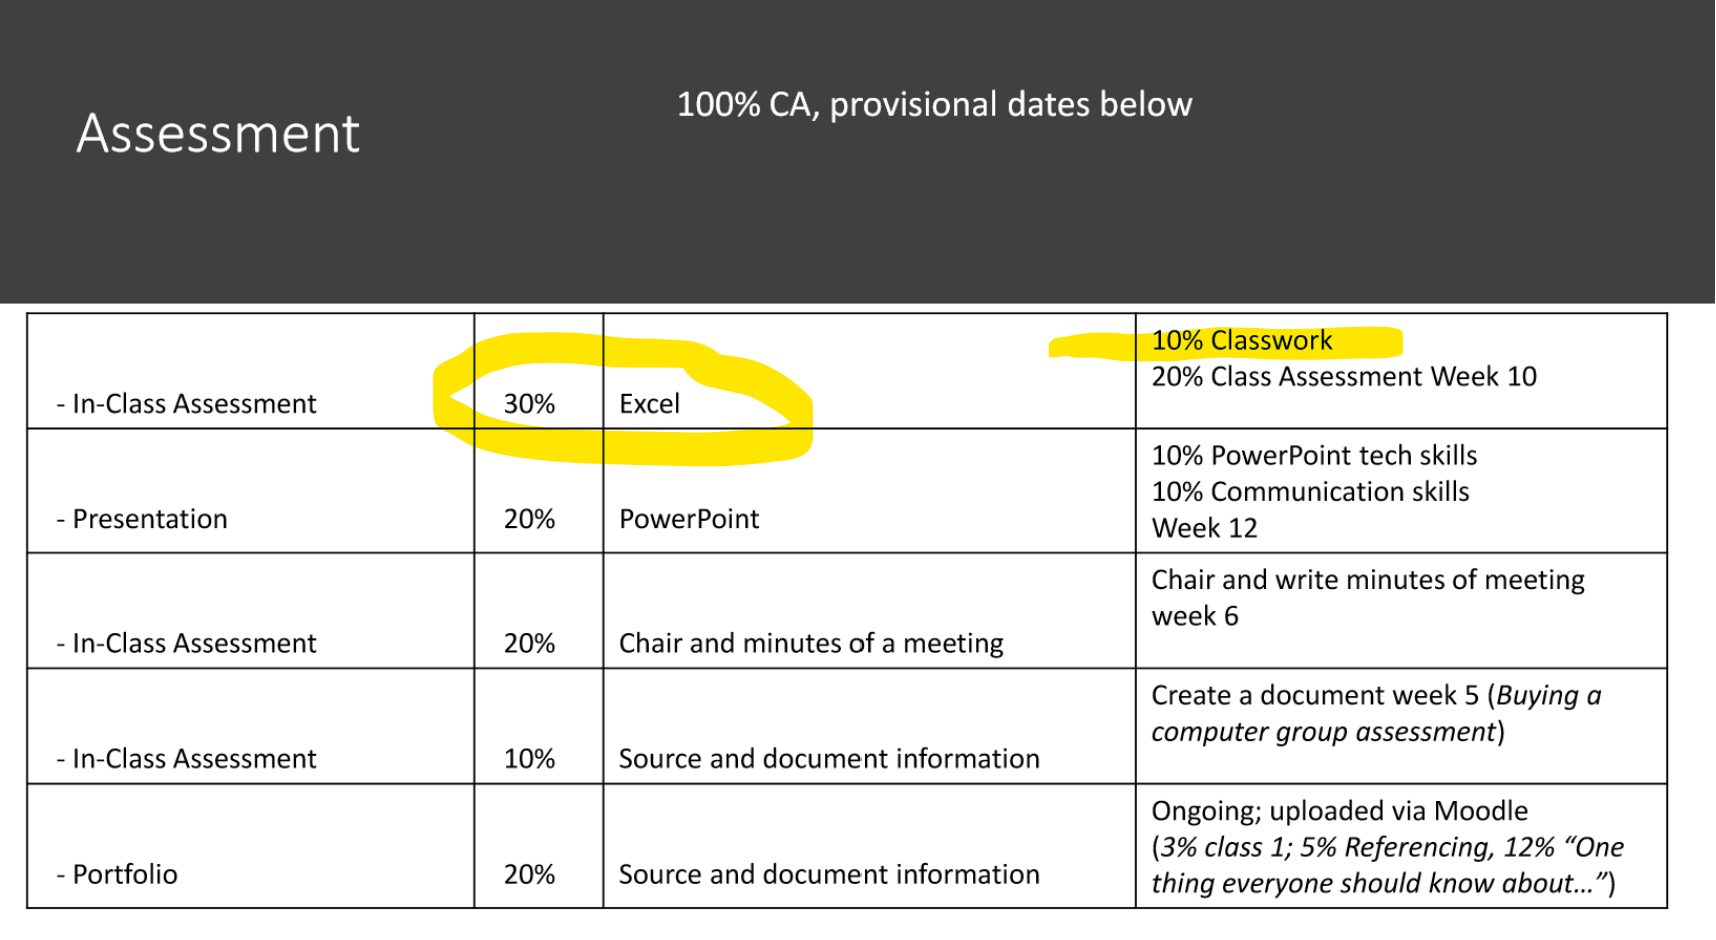 Assessment
100% CA, provisional dates below
- In-Class Assessment
30%
Excel
10% Classwork
20% Class Assessment Week 10
- Presentation
20%
PowerPoint
10% PowerPoint tech skills
10% Communication skills
Week 12
- In-Class Assessment
20%
Chair and minutes of a meeting
Chair and write minutes of meeting
week 6
- In-Class Assessment
10%
Source and document information
Create a document week 5 (Buying a
computer group assessment)
- Portfolio
20%
Source and document information
Ongoing; uploaded via Moodle
(3% class 1; 5% Referencing, 12% “One
thing everyone should know about...”)